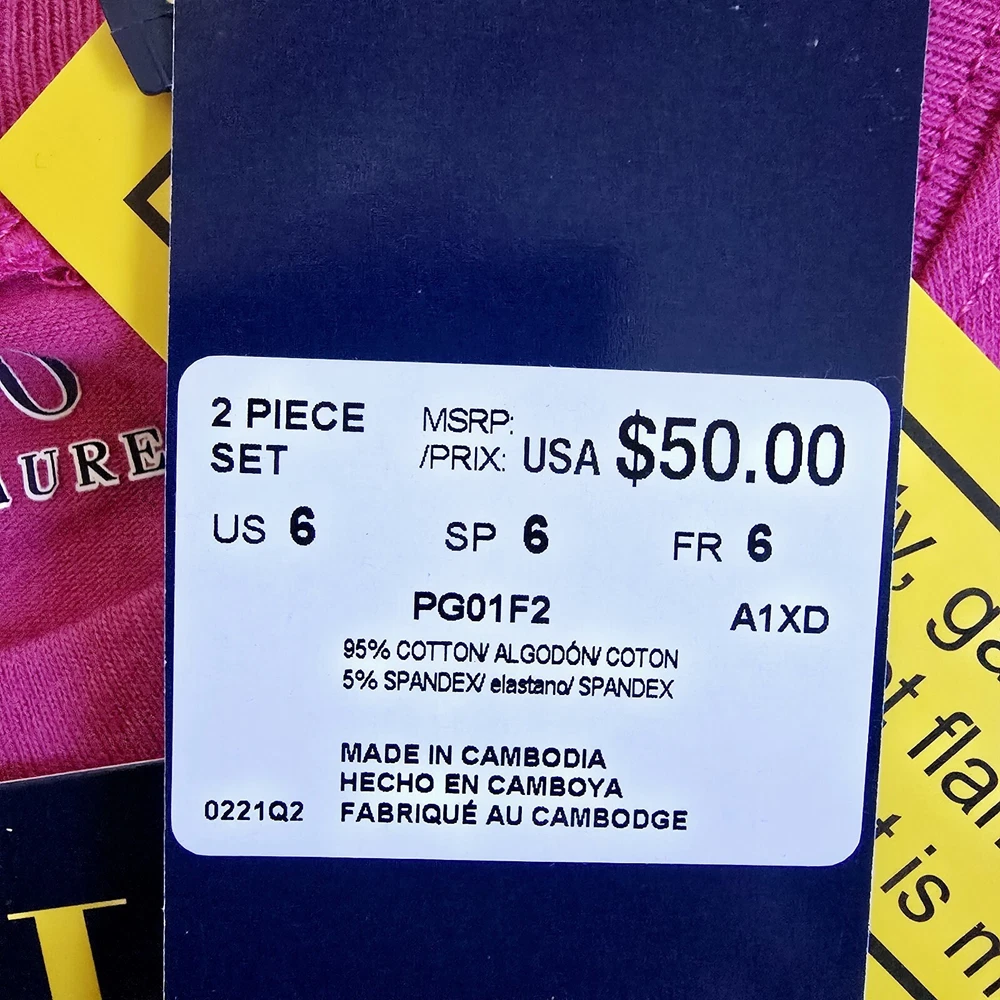 2 PIECE
SET
MSRP:
/PRIX: USA $50.00
US 6 SP 6 FR 6
PG01F2 A1XD
95% COTTON/ ALGODÓN/ COTON
5% SPANDEX/ elastano/ SPANDEX
MADE IN CAMBODIA
HECHO EN CAMBOYA
0221Q2 FABRIQUÉ AU CAMBODGE
is